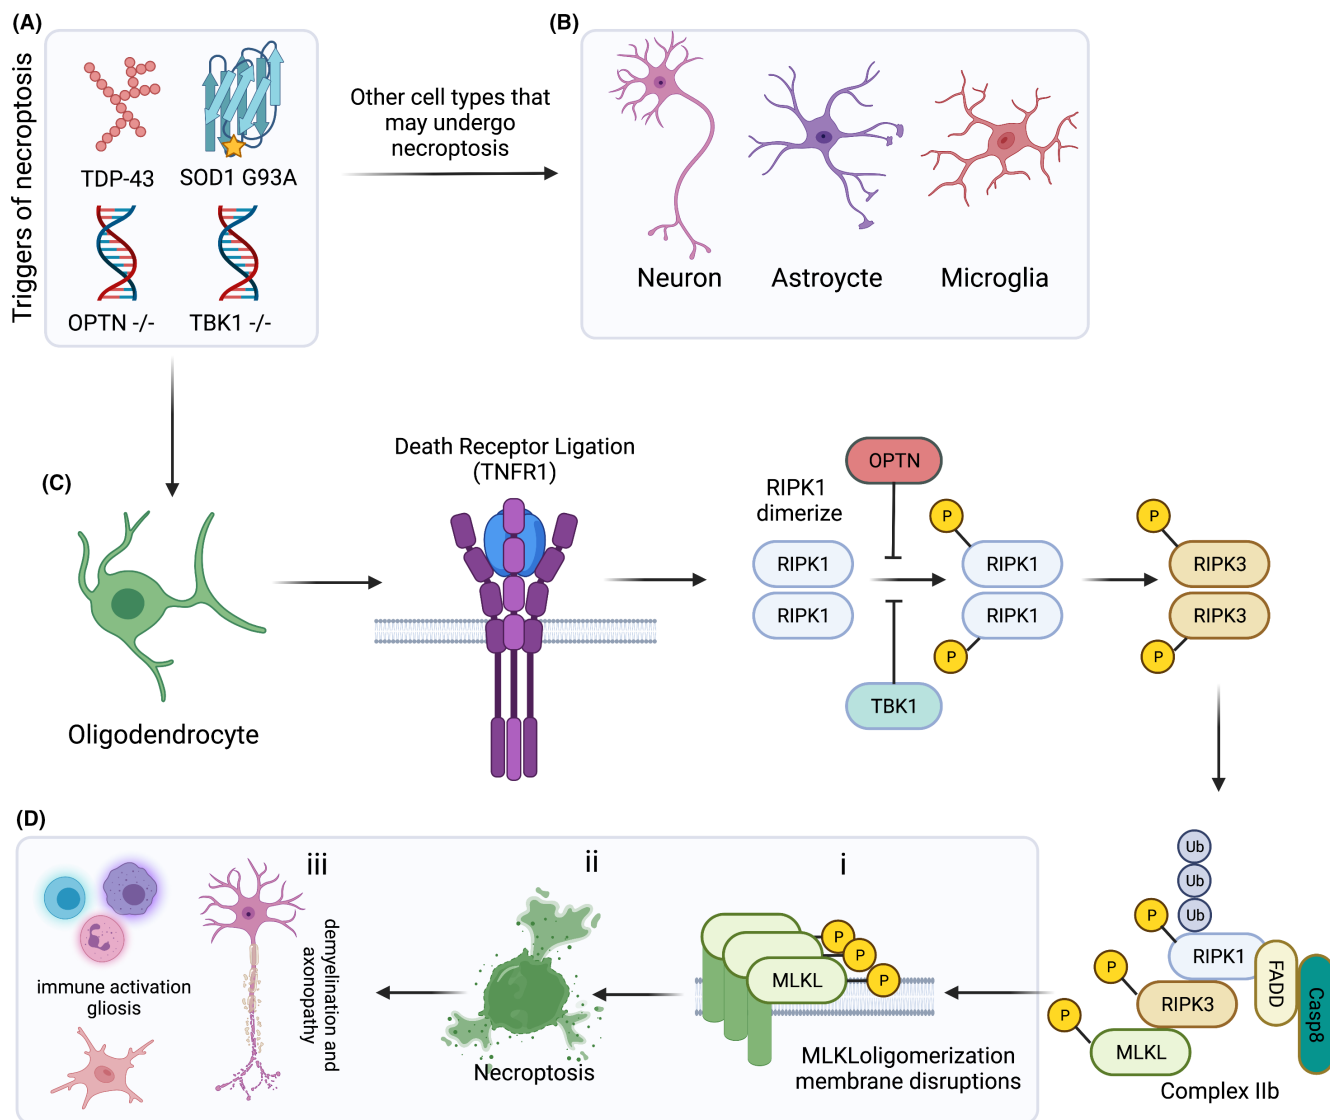 (A)
Triggers of necroptosis
TDP-43
SOD1 G93A
OPTN -/-
TBK1 -/-
Other cell types that
may undergo
necroptosis
(B)
Neuron
Astroycte
Microglia
(C)
Oligodendrocyte
Death Receptor Ligation
(TNFR1)
RIPK1
dimerize
RIPK1
RIPK1
OPTN
TBK1
P
RIPK1
RIPK1
P
P
RIPK3
RIPK3
P
Ub
Ub
Ub
P
RIPK1
FADD
Casp8
P
RIPK3
P
MLKL
Complex IIb
(D)
i
P
P
P
MLKL
MLKLoligomerization
membrane disruptions
ii
Necroptosis
iii
demyelination and
axonopathy
immune activation
gliosis